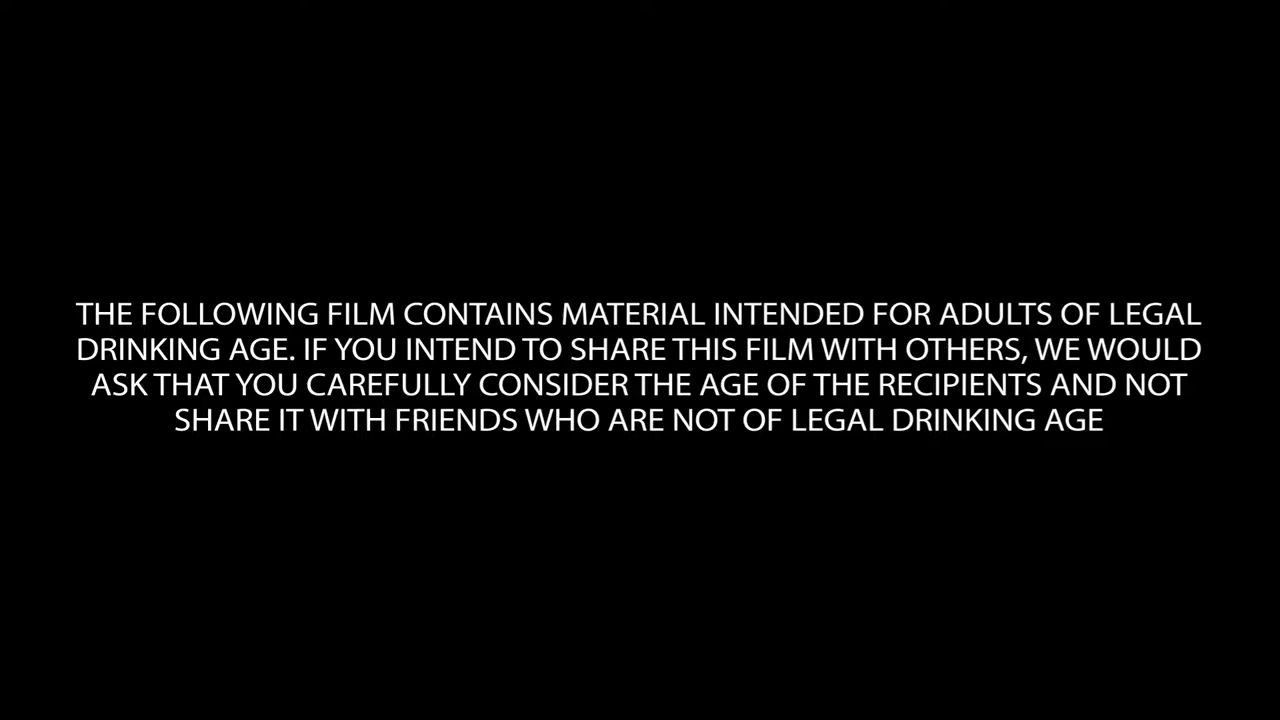 THE FOLLOWING FILM CONTAINS MATERIAL INTENDED FOR ADULTS OF LEGAL
DRINKING AGE. IF YOU INTEND TO SHARE THIS FILM WITH OTHERS, WE WOULD
ASK THAT YOU CAREFULLY CONSIDER THE AGE OF THE RECIPIENTS AND NOT
SHARE IT WITH FRIENDS WHO ARE NOT OF LEGAL DRINKING AGE